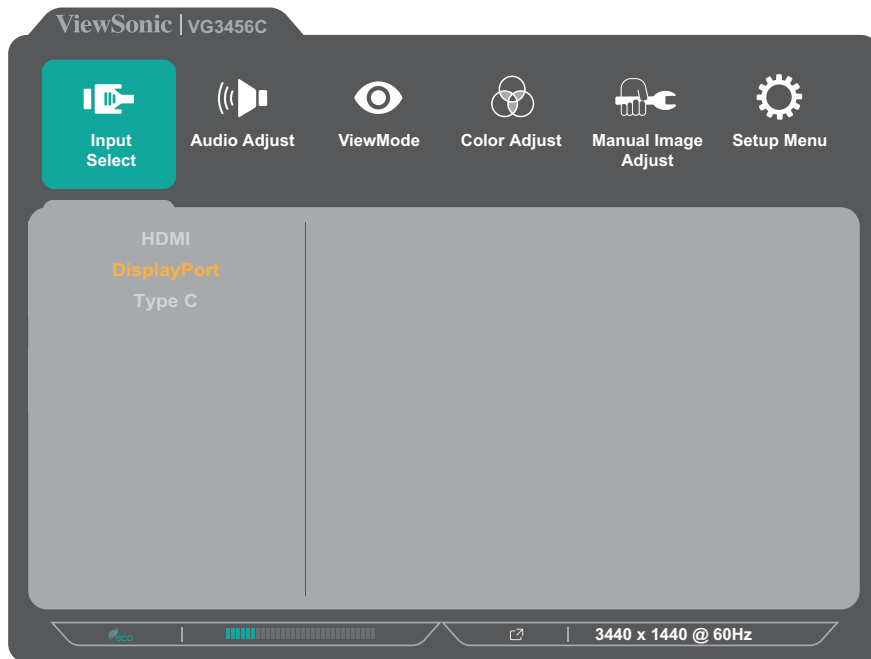 ViewSonic | VG3456C
Input
Select
Audio Adjust
ViewMode
Color Adjust
Manual Image
Adjust
Setup Menu
HDMI
DisplayPort
Type C
eco
3440 x 1440 @ 60Hz